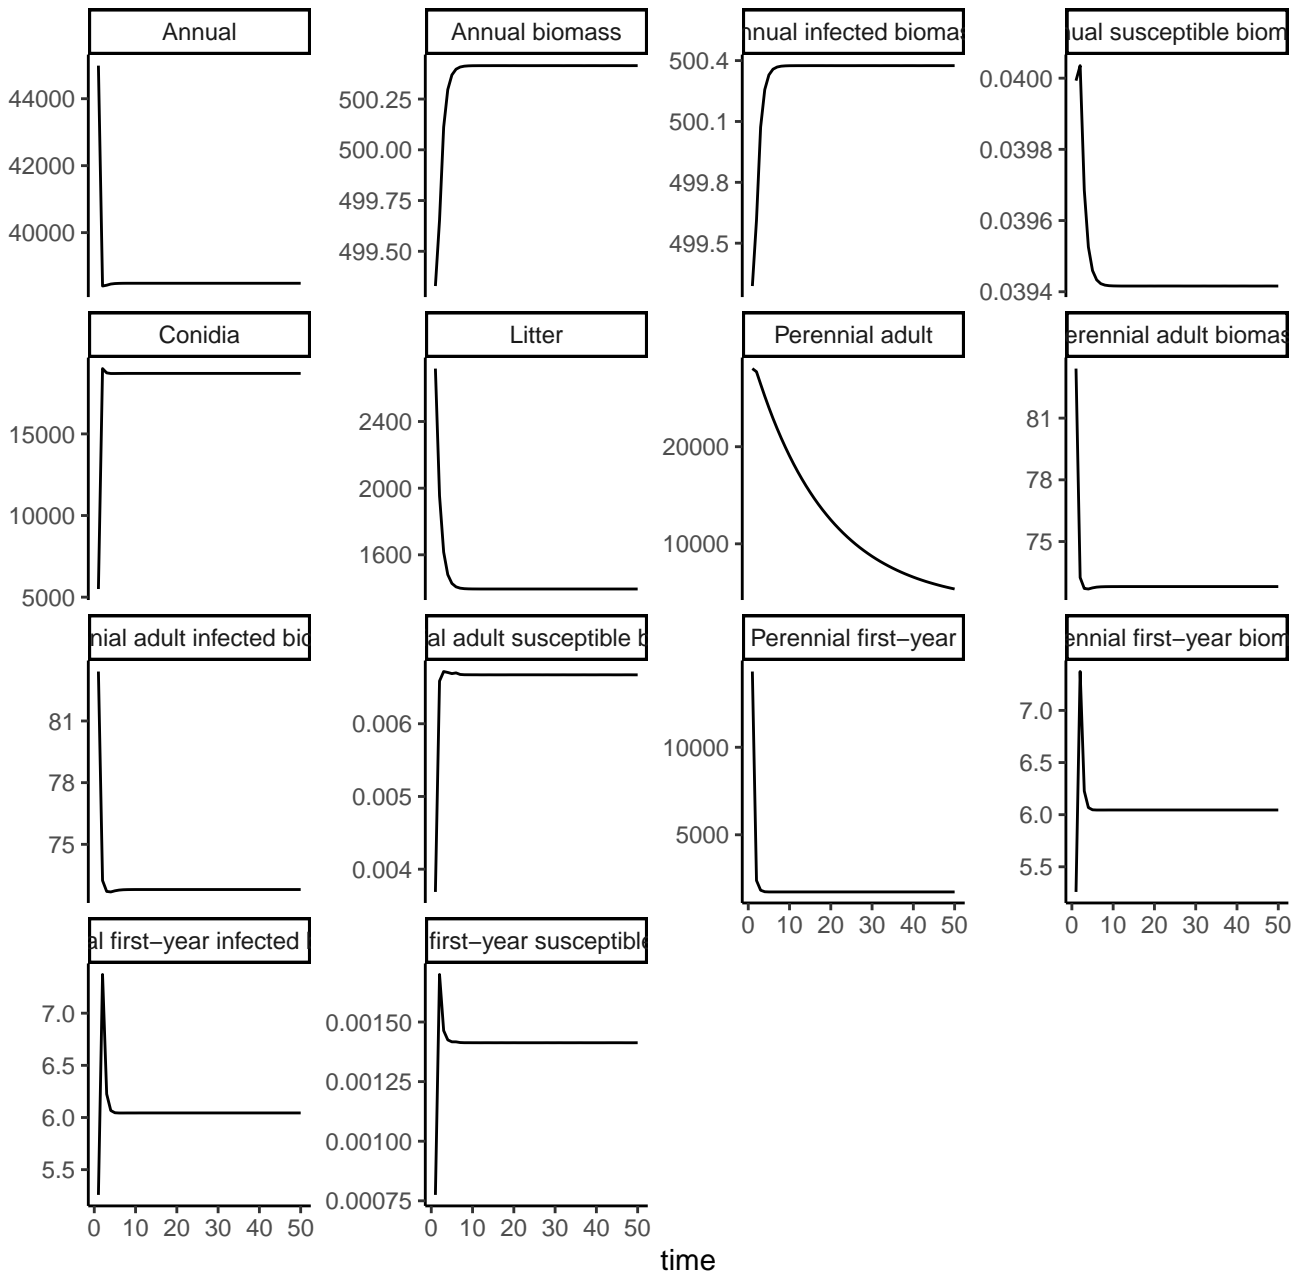 Annual
Annual biomass
nnual infected biomas
ual susceptible biom
44000
42000
40000
500.25
500.00
499.75
499.50
500.4
500.1
499.8
499.5
0.0400
0.0398
0.0396
0.0394
Conidia
Litter
Perennial adult
erennial adult biomas
15000
10000
5000
2400
2000
1600
20000
10000
81
78
75
nial adult infected bio
al adult susceptible b
Perennial first−year
ennial first−year biom
81
78
75
0.006
0.005
0.004
10000
5000
7.0
6.5
6.0
5.5
0 10 20 30 40 50
0 10 20 30 40 50
al first−year infected
first−year susceptible
7.0
6.5
6.0
5.5
0.00150
0.00125
0.00100
0.00075
0 10 20 30 40 50
0 10 20 30 40 50
time